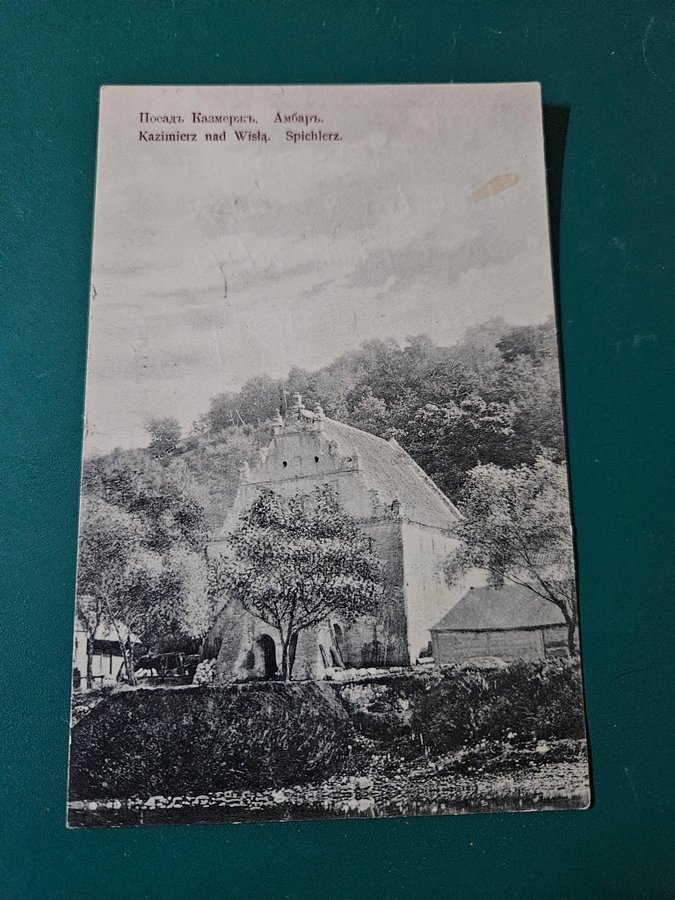 Посадъ Казмержъ. Амбаръ.
Kazimierz nad Wisłą. Spichlerz.